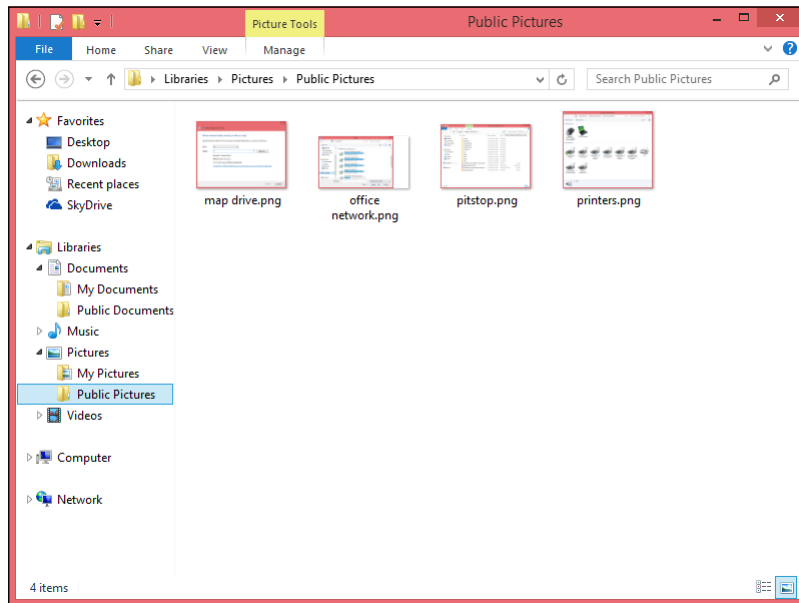 Picture Tools
Public Pictures
File
Home
Share
View
Manage
Libraries
Pictures
Public Pictures
Search Public Pictures
Favorites
Desktop
Downloads
Recent places
SkyDrive
Libraries
Documents
My Documents
Public Documents
Music
Pictures
My Pictures
Public Pictures
Videos
Computer
Network
map drive.png
office
network.png
pitstop.png
printers.png
4 items